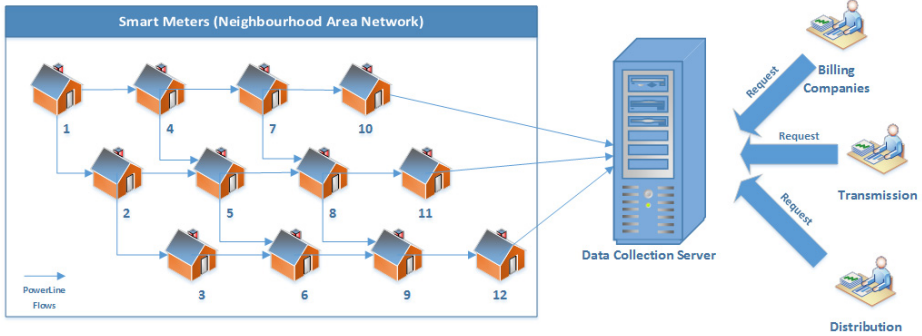 Smart Meters (Neighbourhood Area Network)
1
4
7
10
2
5
8
11
3
6
9
12
PowerLine
Flows
Data Collection Server
Request
Billing
Companies
Request
Transmission
Request
Distribution